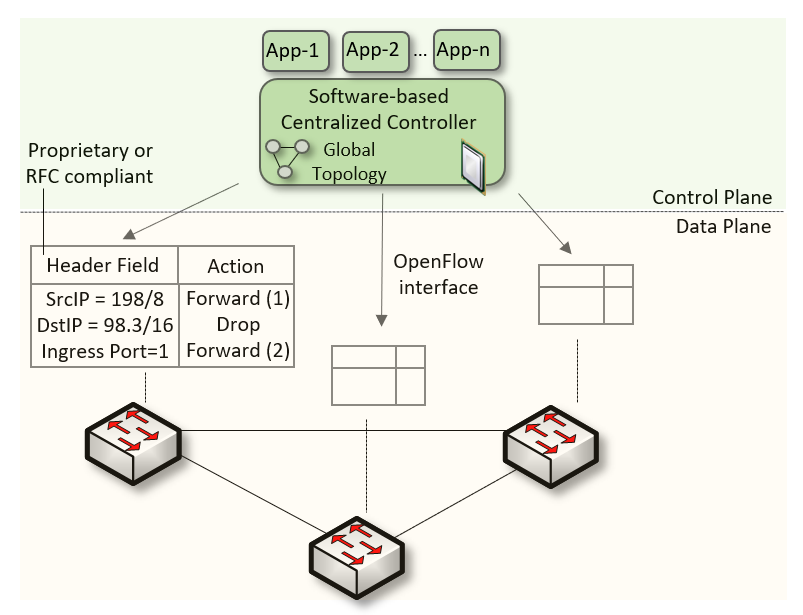 App-1 App-2 ... App-n
Software-based
Centralized Controller
Global
Topology
Proprietary or
RFC compliant
Control Plane
Data Plane
Header Field Action
SrcIP = 198/8 Forward (1)
DstIP = 98.3/16 Drop
Ingress Port=1 Forward (2)
OpenFlow
interface